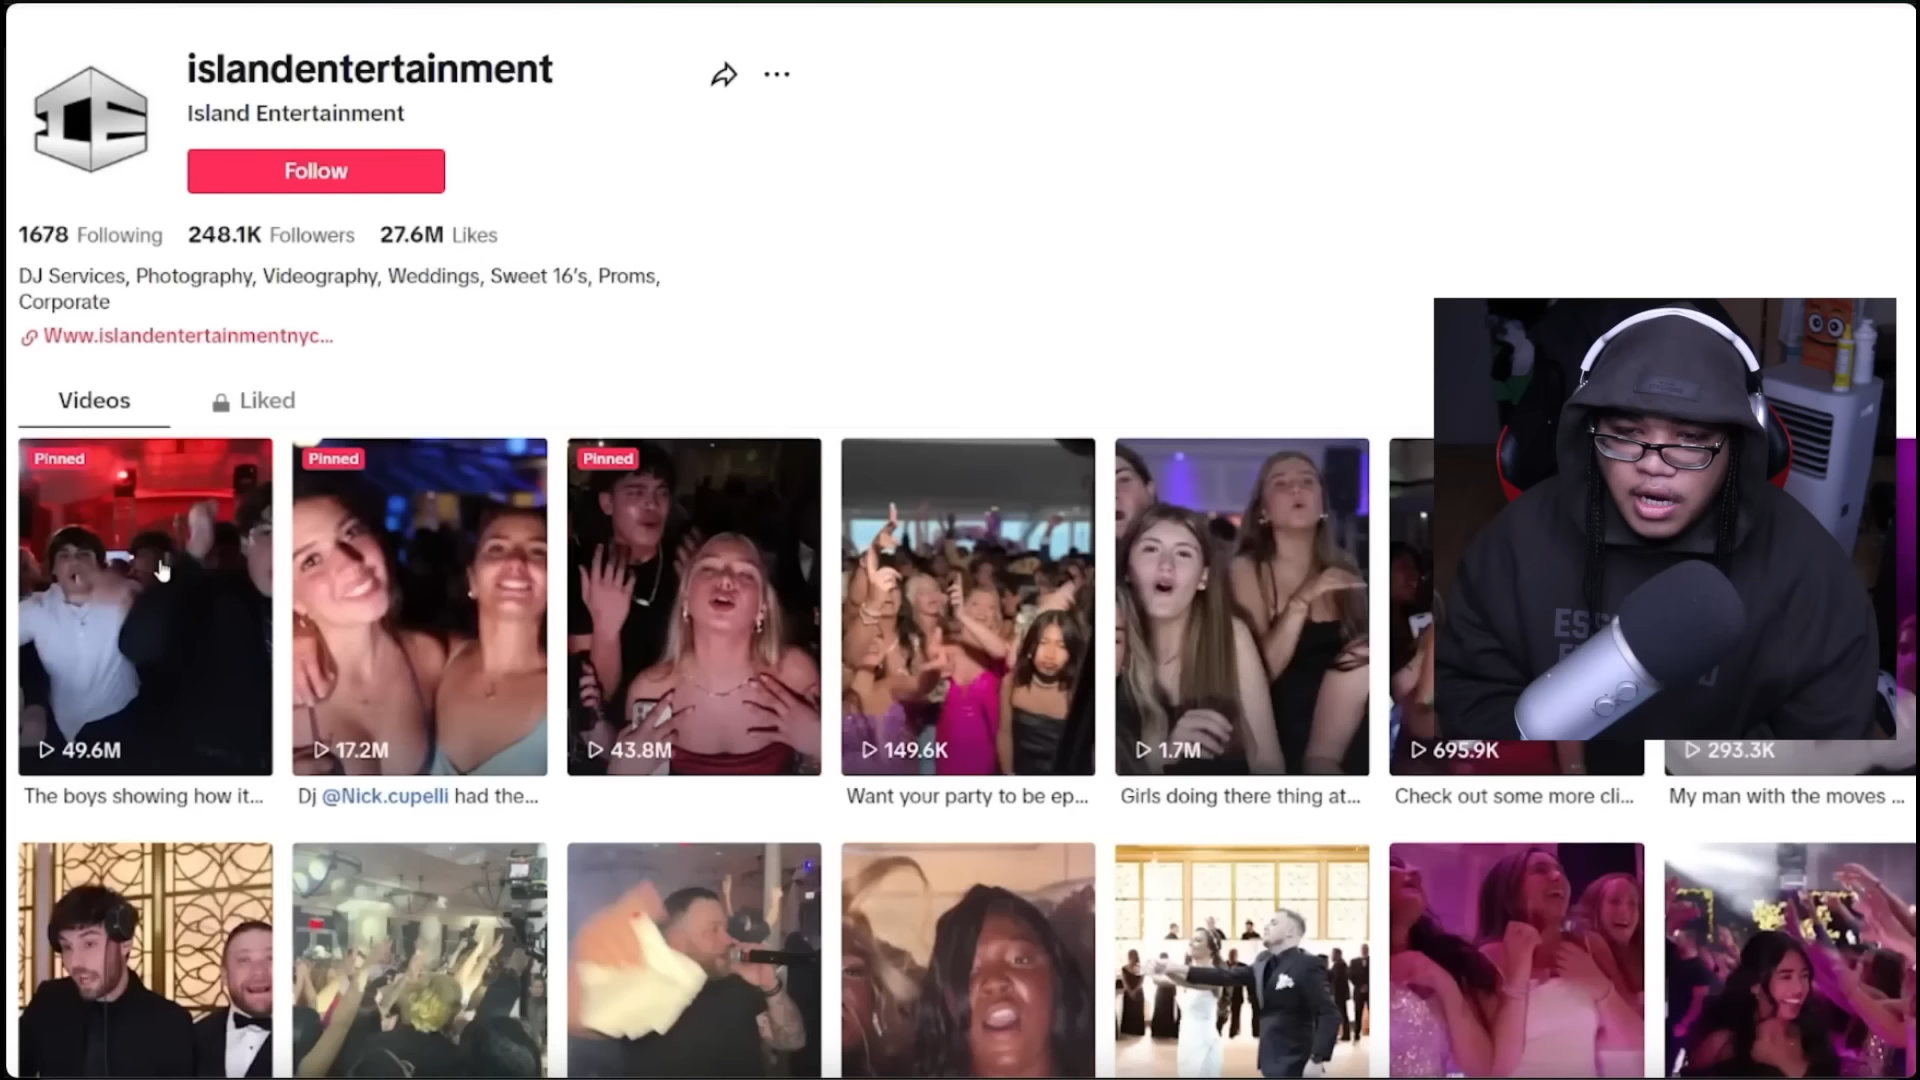 islandentertainment
Island Entertainment
Follow
1678 Following 248.1K Followers 27.6M Likes
DJ Services, Photography, Videography, Weddings, Sweet 16's, Proms,
Corporate
Www.islandentertainmentnyc...
Videos Liked
Pinned Pinned Pinned
49.6M 17.2M 43.8M 149.6K 1.7M 695.9K 293.3K
The boys showing how it... Dj @Nick.cupelli had the... Want your party to be ep... Girls doing there thing at... Check out some more cli... My man with the moves ...